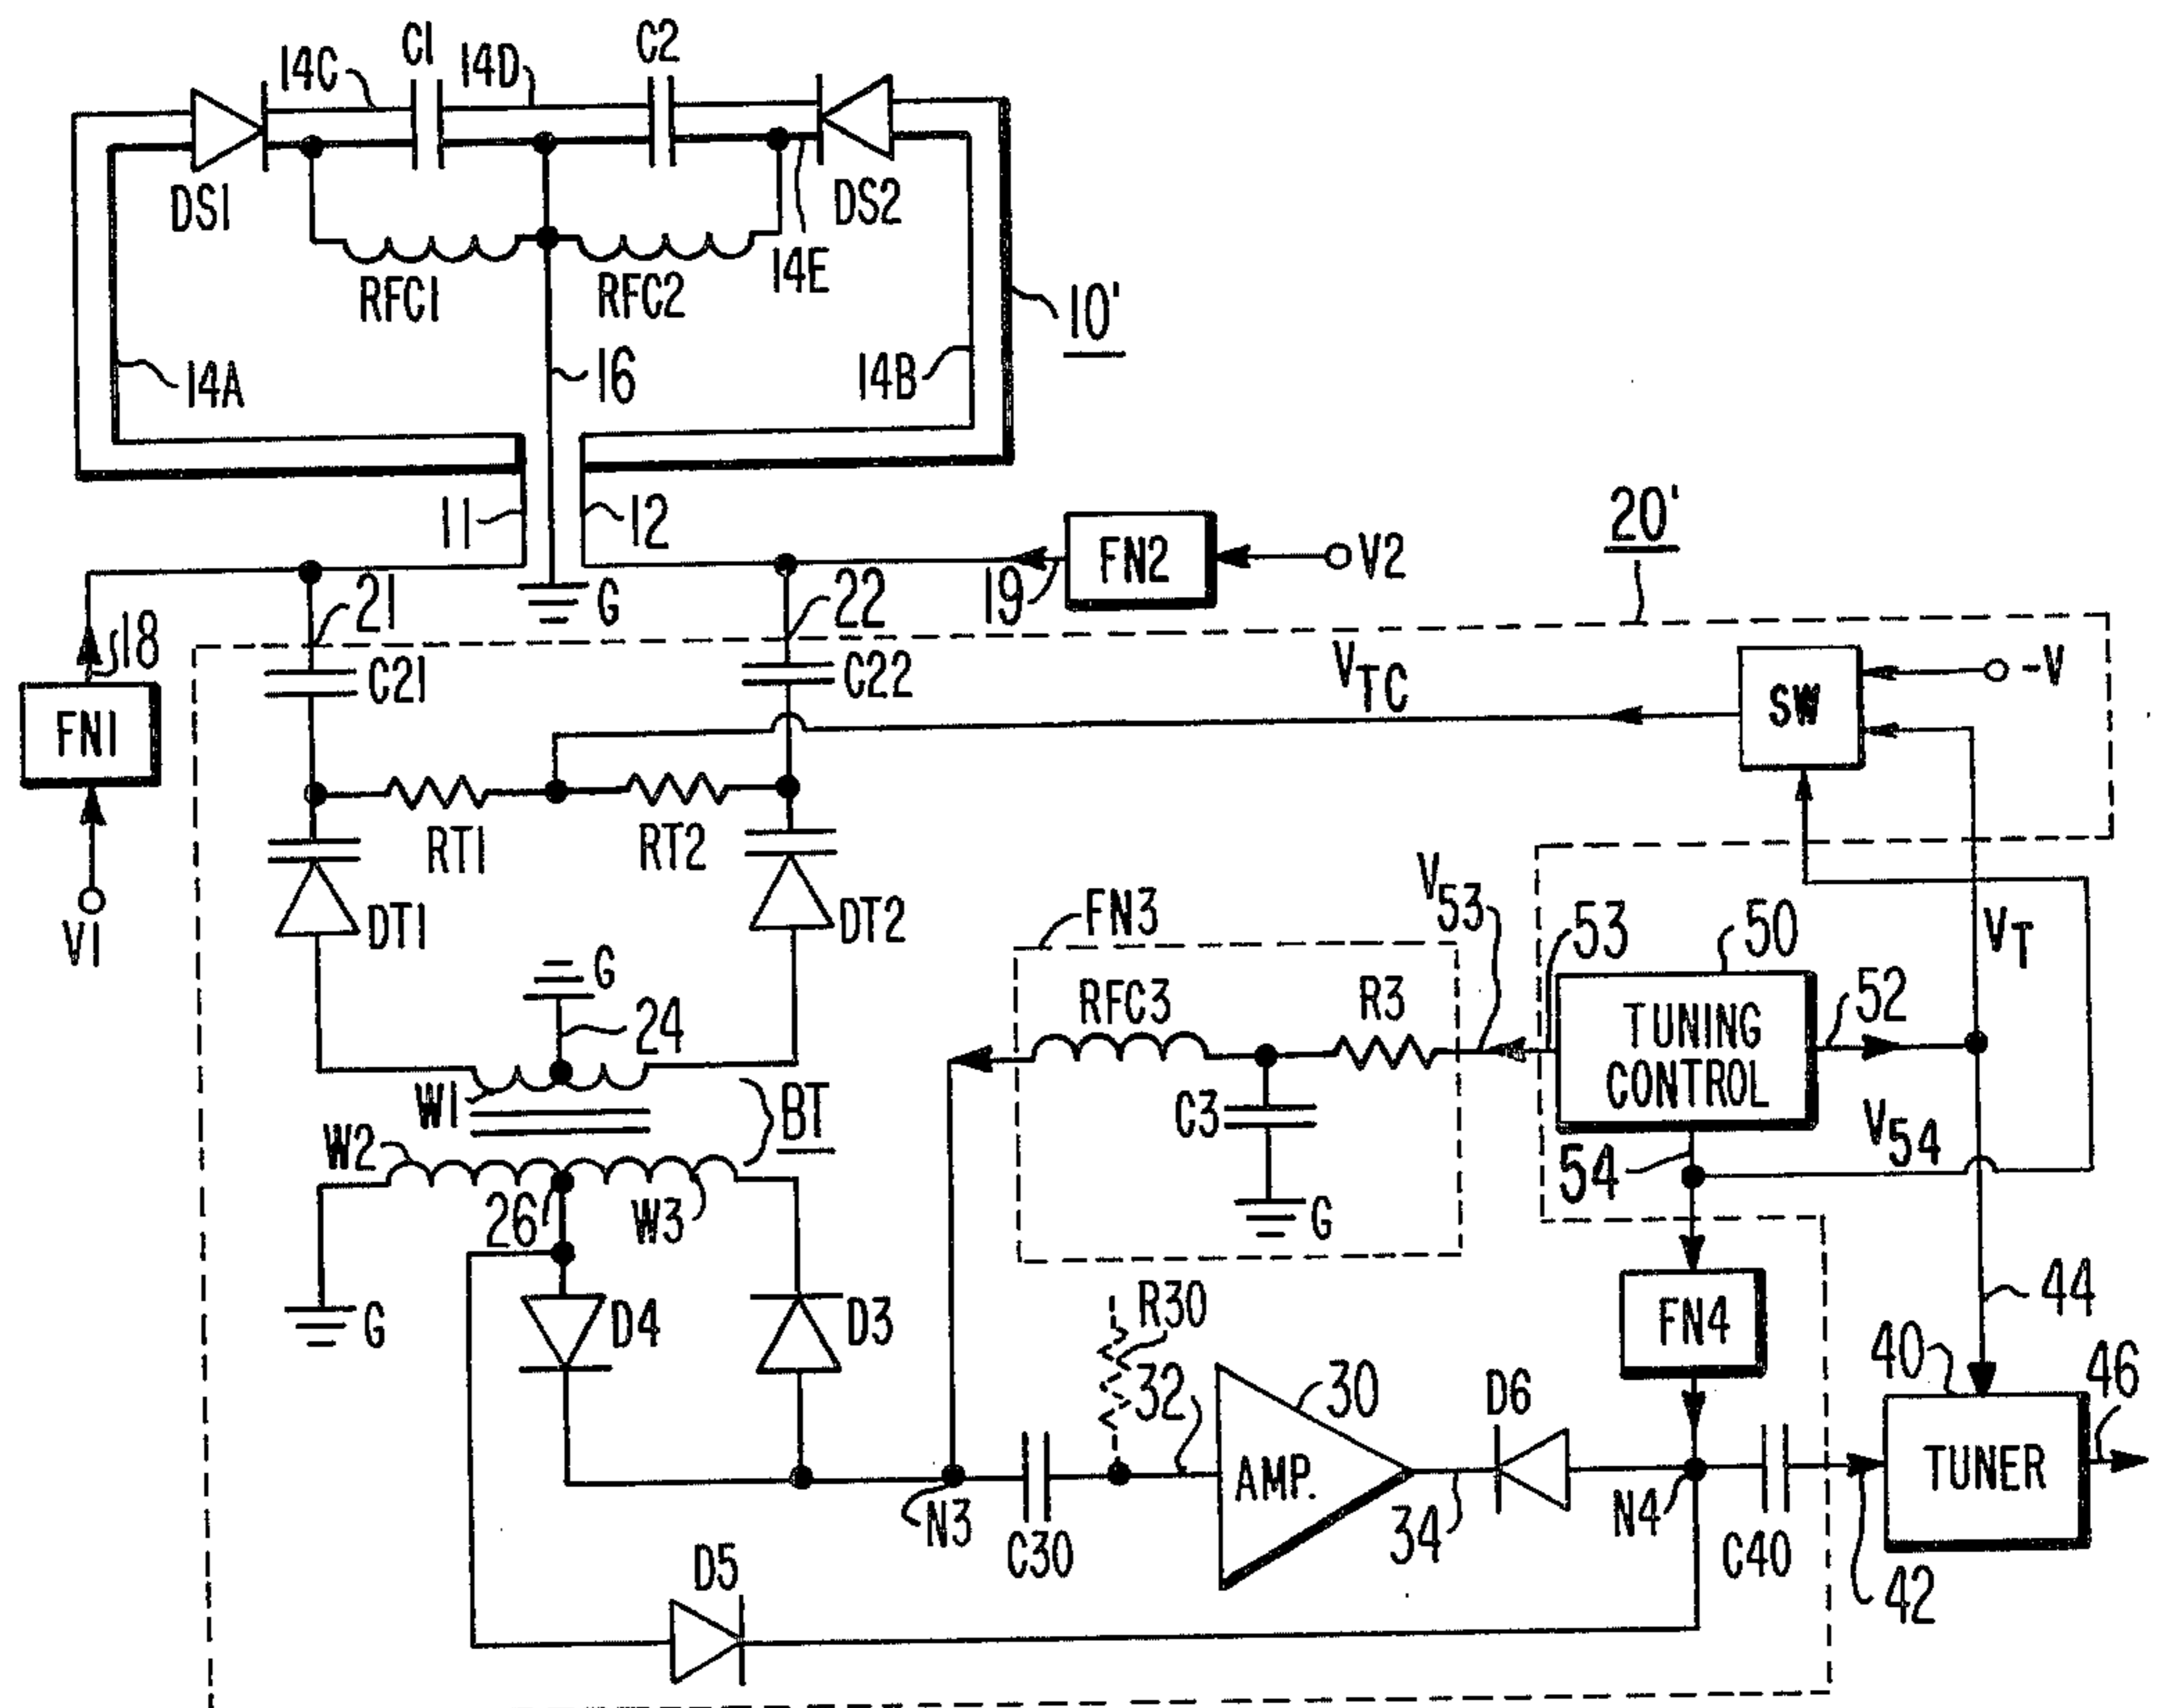 C1
C2
14C
14D
DS1
DS2
14E
RFC1
RFC2
10'
14A
16
14B
11
12
20'
FN2
V2
19
G
21
22
18
C21
C22
VTC
SW
-V
FN1
RT1
RT2
V1
DT1
DT2
V53
FN3
53
50
VT
G
24
RFC3
R3
TUNING
CONTROL
52
W1
BT
C3
V54
W2
54
26
W3
G
G
D4
D3
R30
FN4
44
32
30
D6
40
46
AMP.
TUNER
N3
C30
34
N4
C40
42
D5